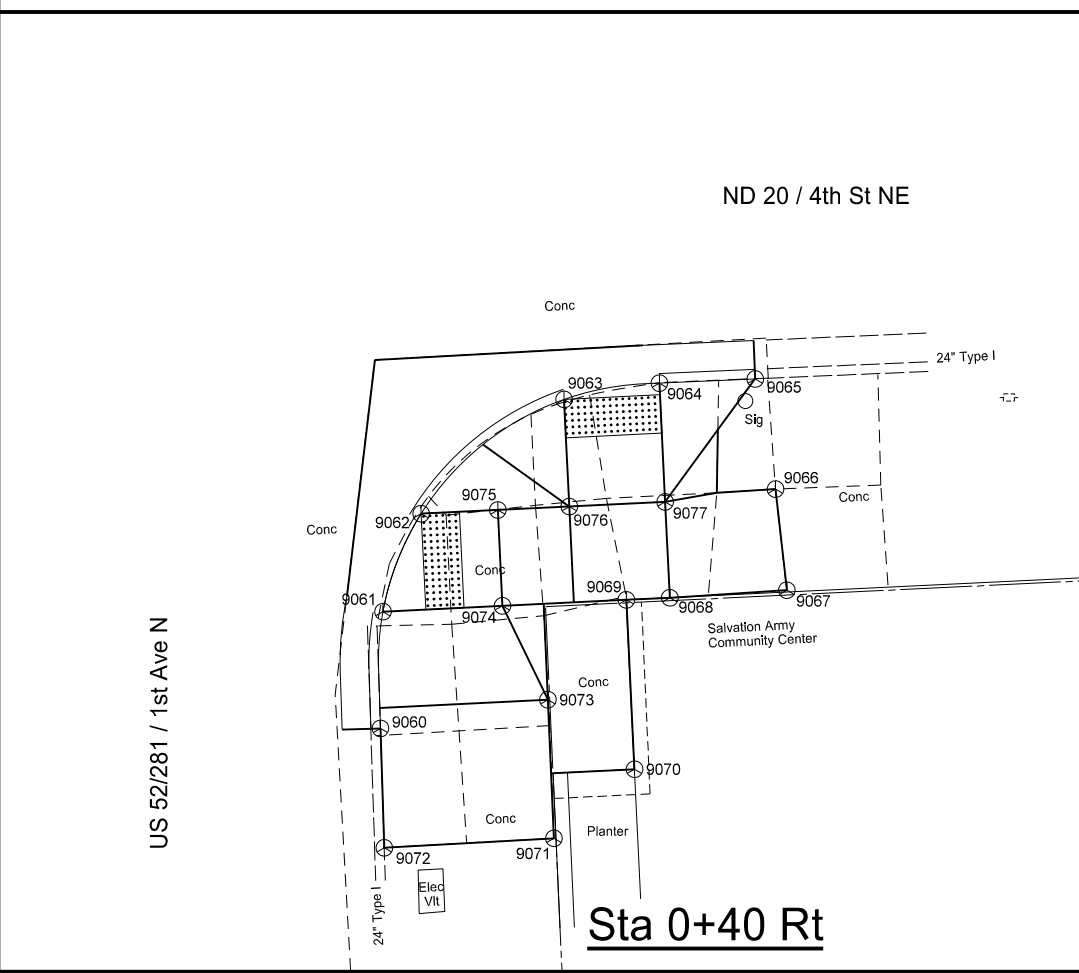 ND 20 / 4th St NE
Conc
24" Type I
9063
9064
9065
Sig
9066
Conc
9075
9062
9076
9077
Conc
Conc
9061
9069
9074
9068
9067
Salvation Army
Community Center
US 52/281 / 1st Ave N
Conc
9073
9060
9070
Conc
Planter
9071
9072
Elec
Vlt
24" Type I
Sta 0+40 Rt